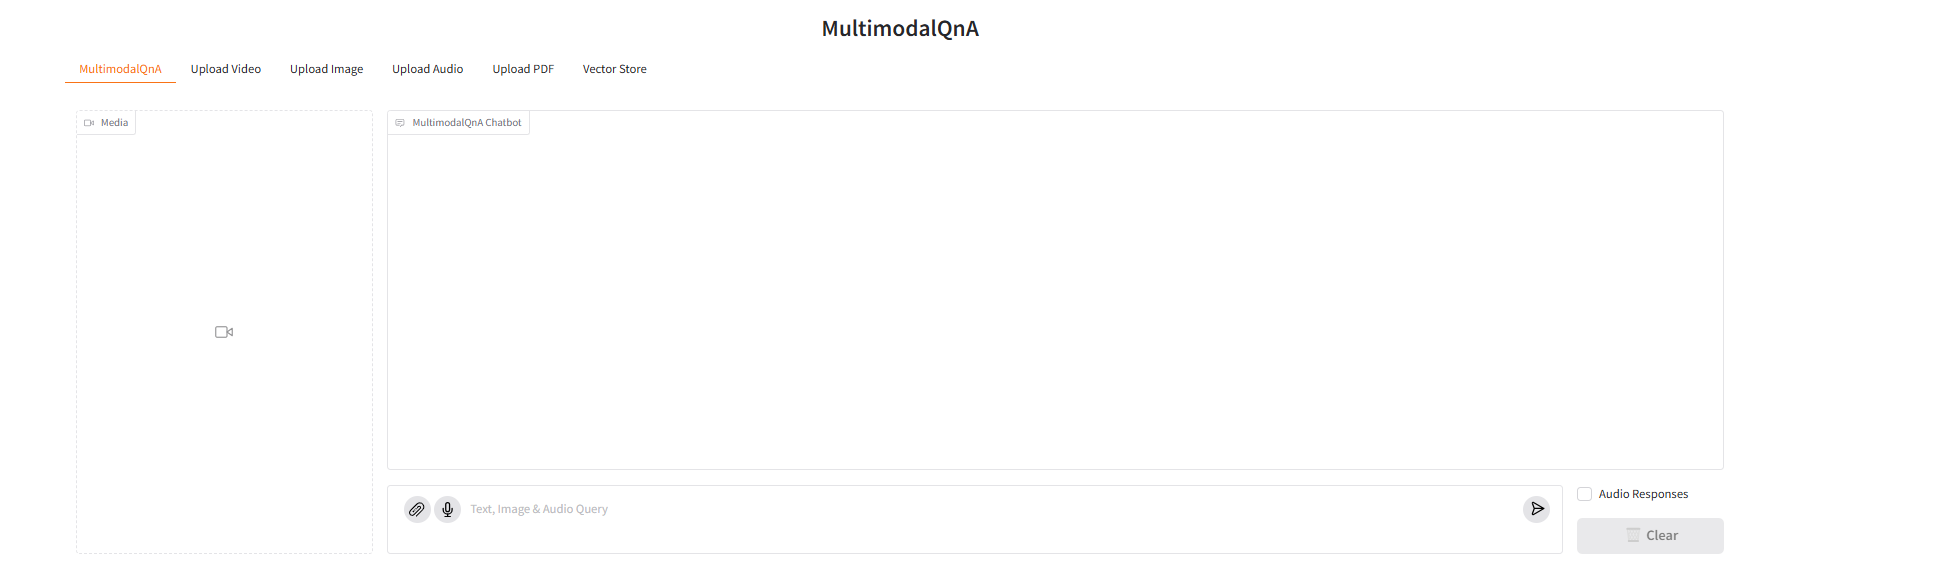 MultimodalQnA
MultimodalQnA Upload Video Upload Image Upload Audio Upload PDF Vector Store
Media
MultimodalQnA Chatbot
Text, Image & Audio Query
Audio Responses
Clear